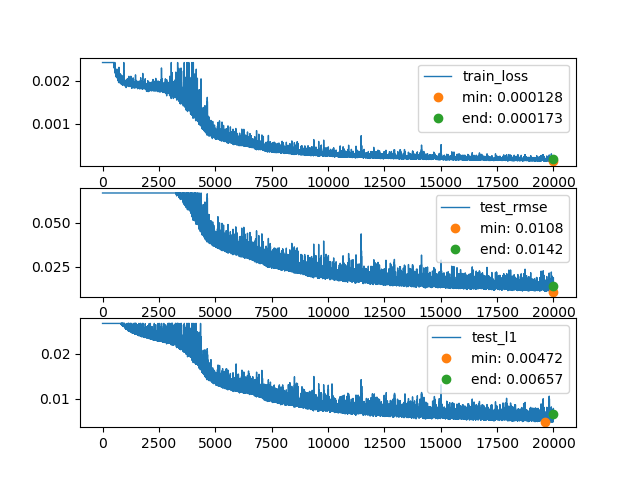 train_loss
min: 0.000128
end: 0.000173
0.002
0.001
0 2500 5000 7500 10000 12500 15000 17500 20000
test_rmse
min: 0.0108
end: 0.0142
0.050
0.025
0 2500 5000 7500 10000 12500 15000 17500 20000
test_l1
min: 0.00472
end: 0.00657
0.02
0.01
0 2500 5000 7500 10000 12500 15000 17500 20000